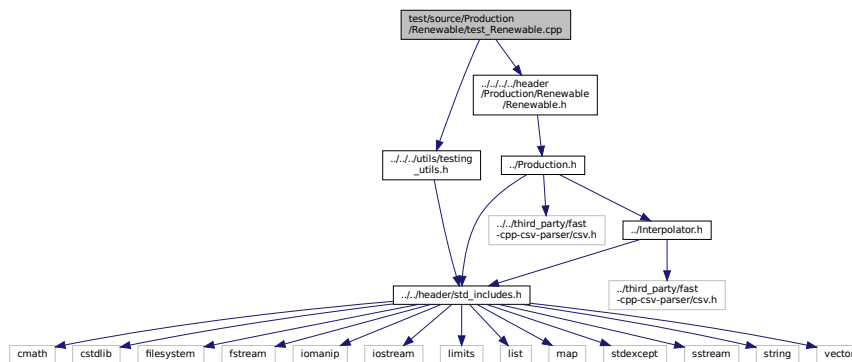 test/source/Production
/Renewable/test_Renewable.cpp
../../../../header
/Production/Renewable
/Renewable.h
../../../utils/testing
_utils.h
../Production.h
../../third_party/fast
-cpp-csv-parser/csv.h
../Interpolator.h
../third_party/fast
-cpp-csv-parser/csv.h
../../header/std_includes.h
cmath
cstdlib
filesystem
fstream
iomanip
iostream
limits
list
map
stdexcept
sstream
string
vector